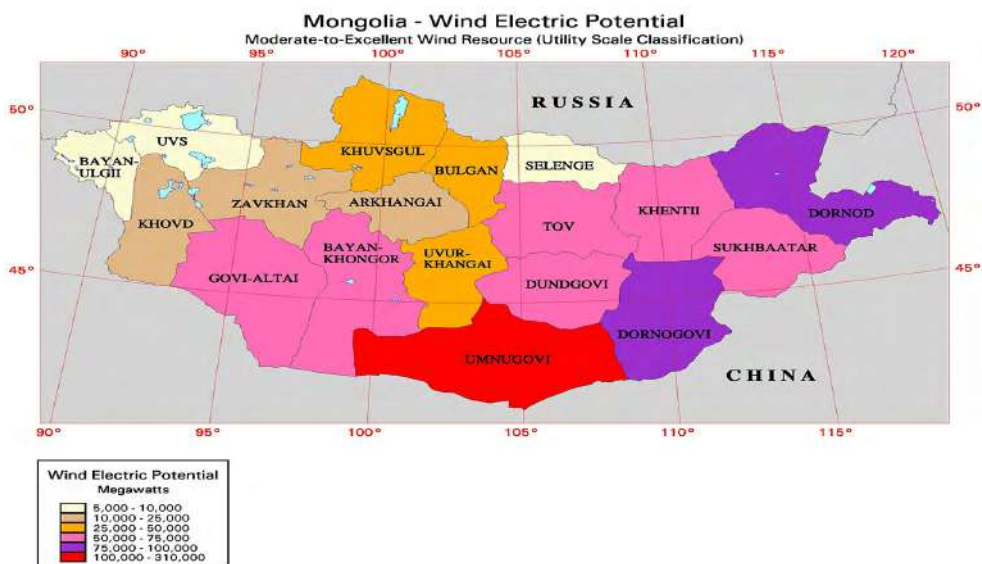 Mongolia - Wind Electric Potential
Moderate-to-Excellent Wind Resource (Utility Scale Classification)
90° 95° 100° 105° 110° 115° 120°
RUSSIA
50° 50°
UVS
BAYAN-
ULGII
KHUVSGUL
BULGAN
SELENGE
KHOVD
ZAVKHAN
ARKHANGAI
TOV
KHENTII
DORNOD
45° 45°
GOVI-ALTAI
BAYAN-
KHONGOR
UVUR-
KHANGAI
DUNDGOVI
SUKHBAATAR
DORNOGOVI
UMNUGOVI
CHINA
90° 95° 100° 105° 110° 115°
Wind Electric Potential
Megawatts
5,000 - 10,000
10,000 - 25,000
25,000 - 50,000
50,000 - 75,000
75,000 - 100,000
100,000 - 310,000